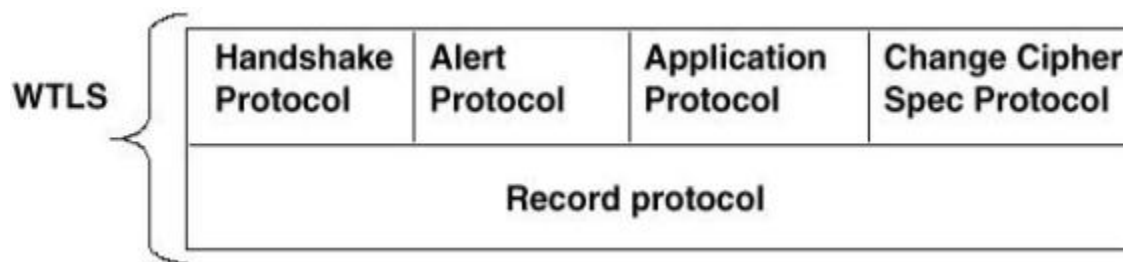 WTLS
Handshake Protocol
Alert Protocol
Application Protocol
Change Cipher Spec Protocol
Record protocol